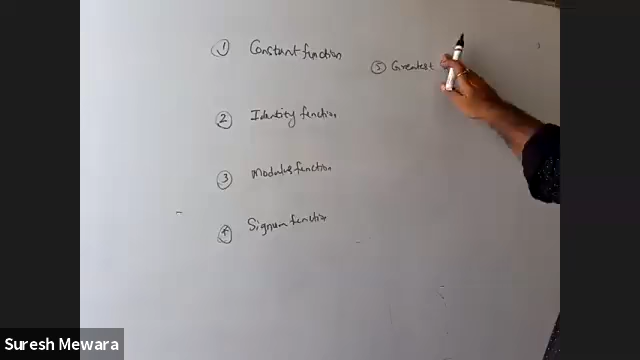 ① Constant function
② Identity function
③ Modulus function
④ Signum function
⑤ Greatest
Suresh Mewara